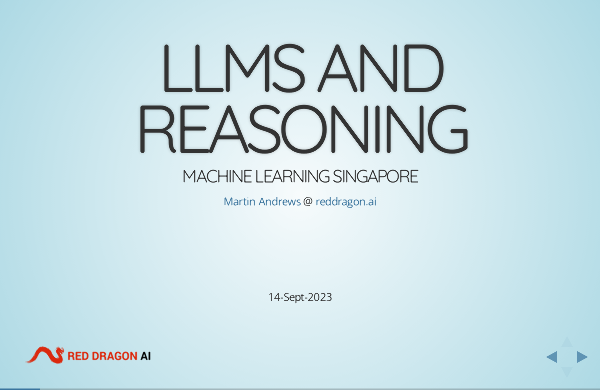 LLMS AND
REASONING
MACHINE LEARNING SINGAPORE
Martin Andrews @ reddragon.ai
14-Sept-2023
RED DRAGON AI